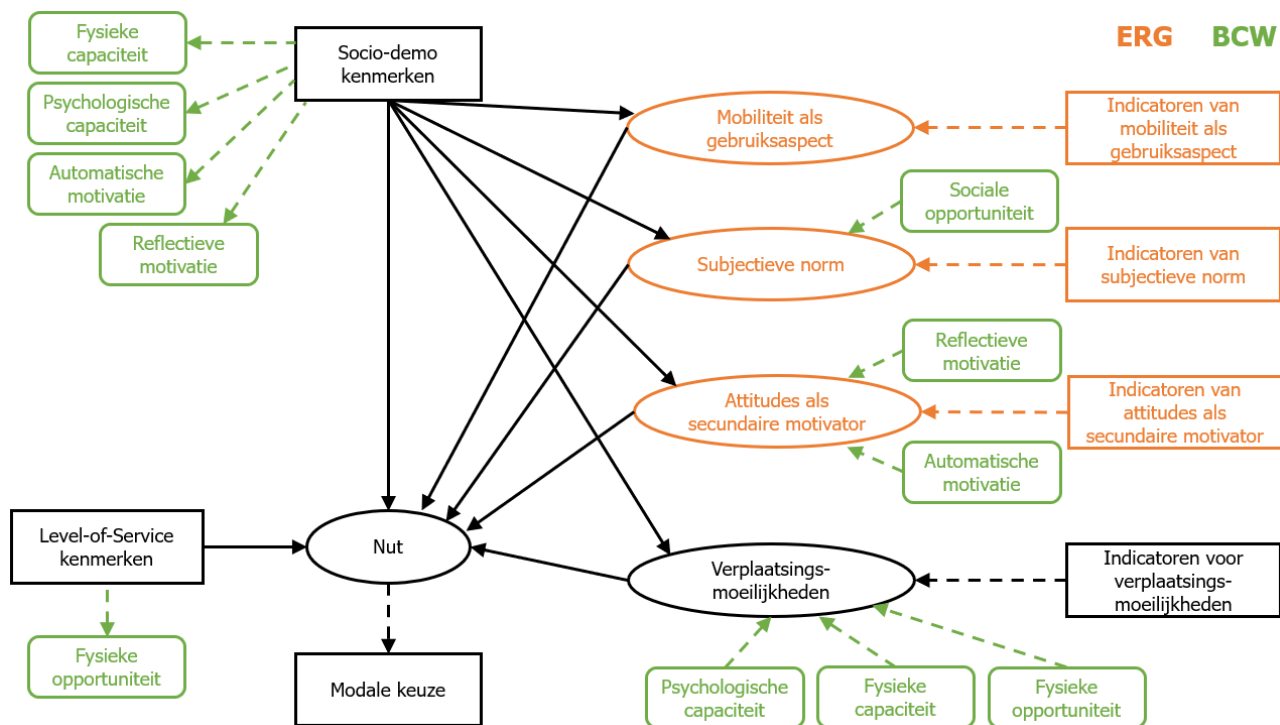 Fysieke
capaciteit
Socio-demo
kenmerken
ERG BCW
Psychologische
capaciteit
Mobiliteit als
gebruiksaspect
Indicatoren van
mobiliteit als
gebruiksaspect
Automatische
motivatie
Sociale
opportuniteit
Reflectieve
motivatie
Subjectieve norm
Indicatoren van
subjectieve norm
Reflectieve
motivatie
Attitudes als
secundaire motivator
Indicatoren van
attitudes als
secundaire motivator
Automatische
motivatie
Level-of-Service
kenmerken
Nut
Verplaatsings-
moeilijkheden
Indicatoren voor
verplaatsings-
moeilijkheden
Fysieke
opportuniteit
Modale keuze
Psychologische
capaciteit
Fysieke
capaciteit
Fysieke
opportuniteit